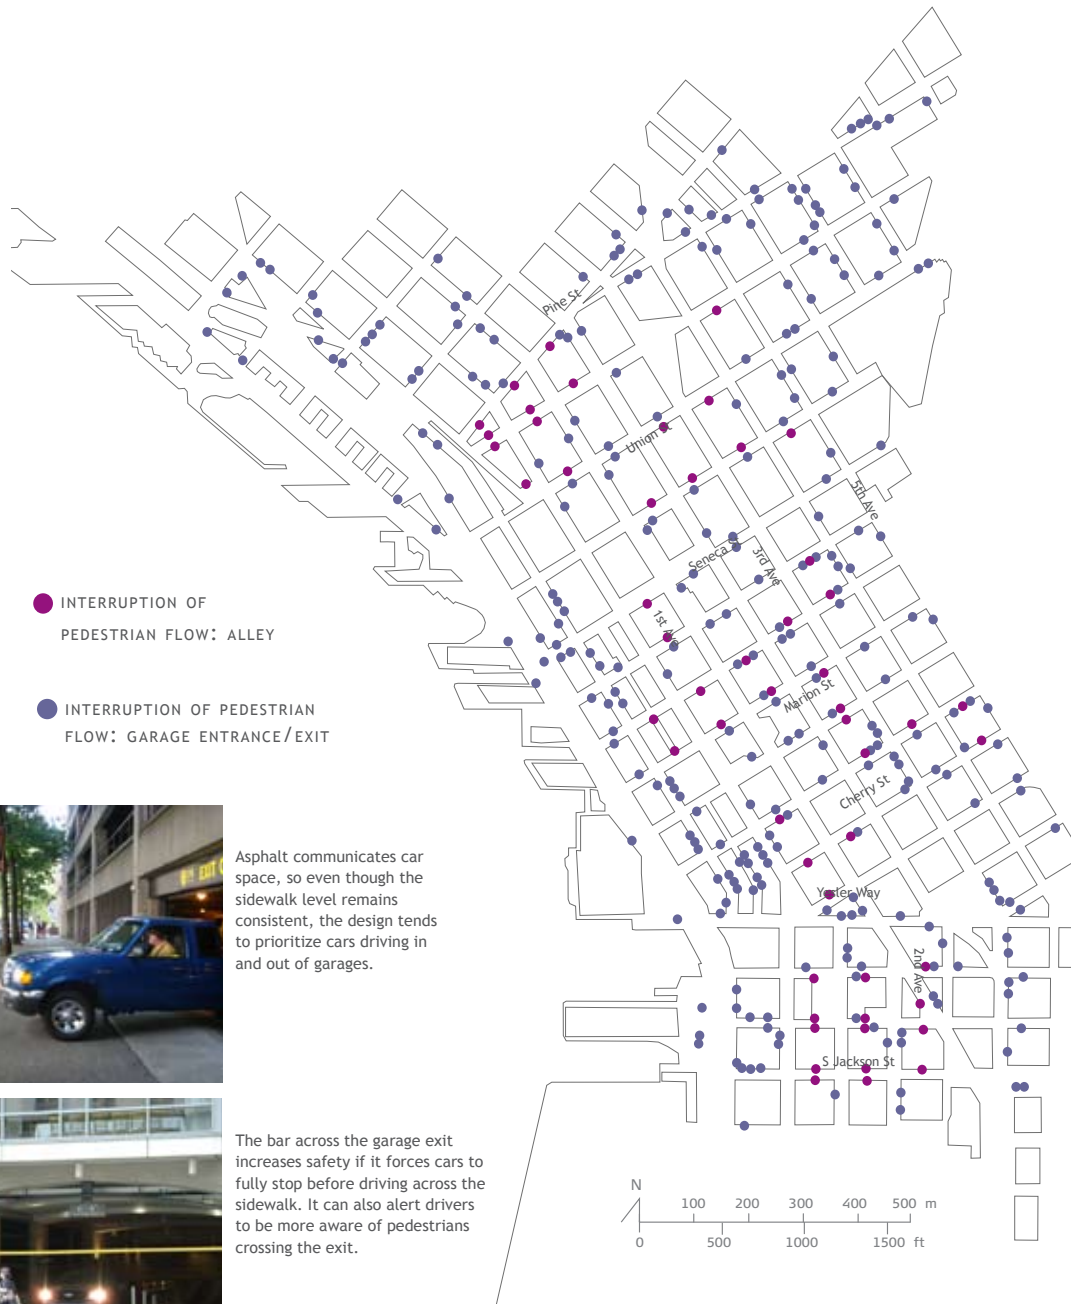 Pine St
Union St
5th Ave
Seneca
3rd Ave
1st Ave
INTERRUPTION OF
PEDESTRIAN FLOW: ALLEY
Marion St
INTERRUPTION OF PEDESTRIAN
FLOW: GARAGE ENTRANCE/EXIT
Cherry St
Asphalt communicates car
space, so even though the
sidewalk level remains
consistent, the design tends
to prioritize cars driving in
and out of garages.
EXIT
Yesler Way
2nd Ave
S Jackson St
The bar across the garage exit
increases safety if it forces cars to
fully stop before driving across the
sidewalk. It can also alert drivers
to be more aware of pedestrians
crossing the exit.
N
100 200 300 400 500 m
0 500 1000 1500 ft